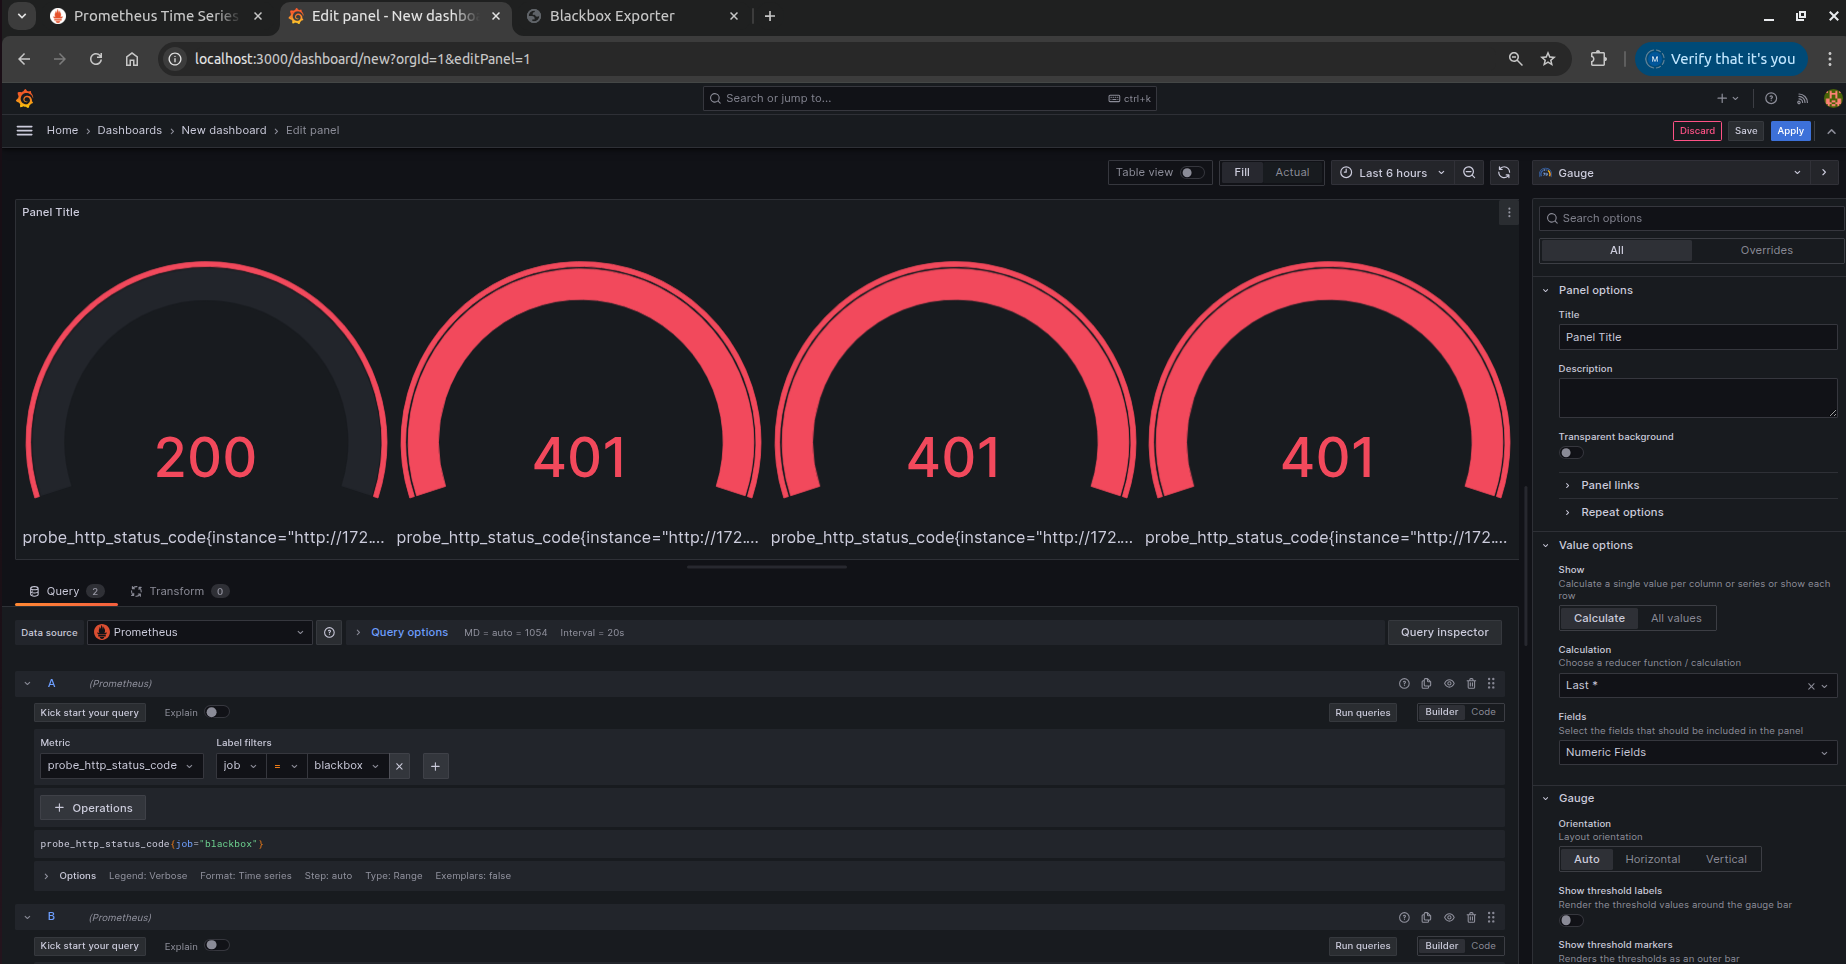 Prometheus Time Series
Edit panel - New dashbo
Blackbox Exporter
localhost:3000/dashboard/new?orgId=1&editPanel=1
M
Verify that it's you
Search or jump to...
ctrl+k
Home › Dashboards › New dashboard › Edit panel
Discard
Save
Apply
Table view
Fill
Actual
Last 6 hours
Gauge
Panel Title
200
401
401
401
probe_http_status_code{instance="http://172....
probe_http_status_code{instance="http://172....
probe_http_status_code{instance="http://172....
probe_http_status_code{instance="http://172....
Query 2
Transform 0
Data source
Prometheus
Query options
MD = auto = 1054
Interval = 20s
Query inspector
A
(Prometheus)
Kick start your query
Explain
Run queries
Builder
Code
Metric
Label filters
probe_http_status_code
job
=
blackbox
+ Operations
probe_http_status_code{job="blackbox"}
Options
Legend: Verbose
Format: Time series
Step: auto
Type: Range
Exemplars: false
B
(Prometheus)
Kick start your query
Explain
Run queries
Builder
Code
Search options
All
Overrides
Panel options
Title
Panel Title
Description
Transparent background
Panel links
Repeat options
Value options
Show
Calculate a single value per column or series or show each
row
Calculate
All values
Calculation
Choose a reducer function / calculation
Last *
Fields
Select the fields that should be included in the panel
Numeric Fields
Gauge
Orientation
Layout orientation
Auto
Horizontal
Vertical
Show threshold labels
Render the threshold values around the gauge bar
Show threshold markers
Renders the thresholds as an outer bar